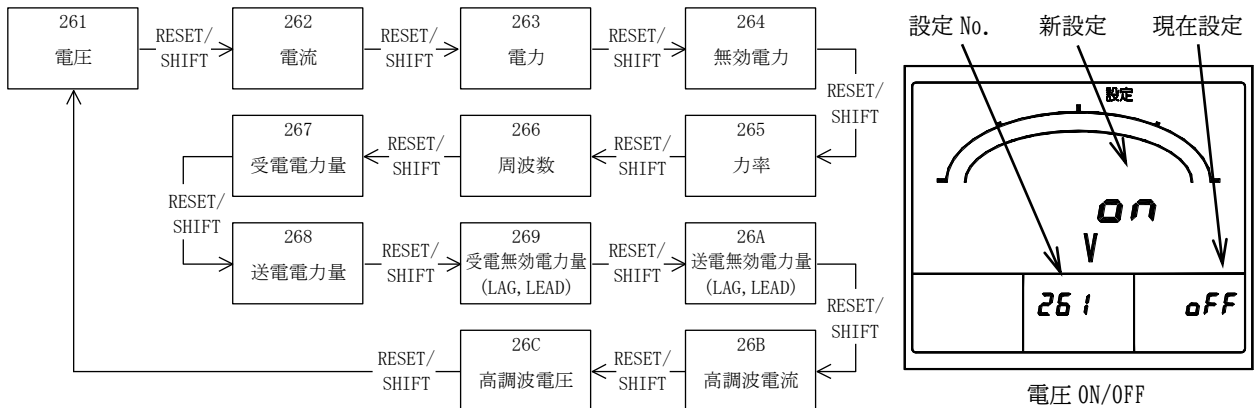 261
電圧
RESET/
SHIFT
262
電流
RESET/
SHIFT
263
電力
RESET/
SHIFT
264
無効電力
RESET/
SHIFT
265
力率
RESET/
SHIFT
266
周波数
RESET/
SHIFT
267
受電電力量
RESET/
SHIFT
268
送電電力量
RESET/
SHIFT
269
受電無効電力量
(LAG, LEAD)
RESET/
SHIFT
26A
送電無効電力量
(LAG, LEAD)
RESET/
SHIFT
26B
高調波電流
RESET/
SHIFT
26C
高調波電圧
RESET/
SHIFT
設定 No.
新設定
現在設定
設定
on
V
261
oFF
電圧 ON/OFF